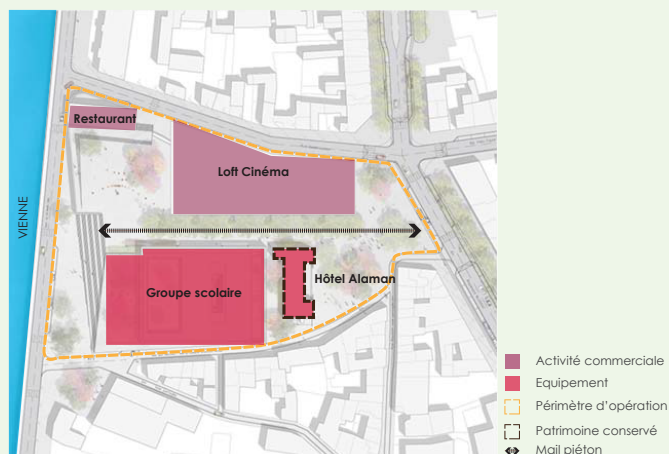 Restaurant
Loft Cinéma
VIENNE
Groupe scolaire
Hôtel Alaman
Activité commerciale
Equipement
Périmètre d'opération
Patrimoine conservé
Mail piéton